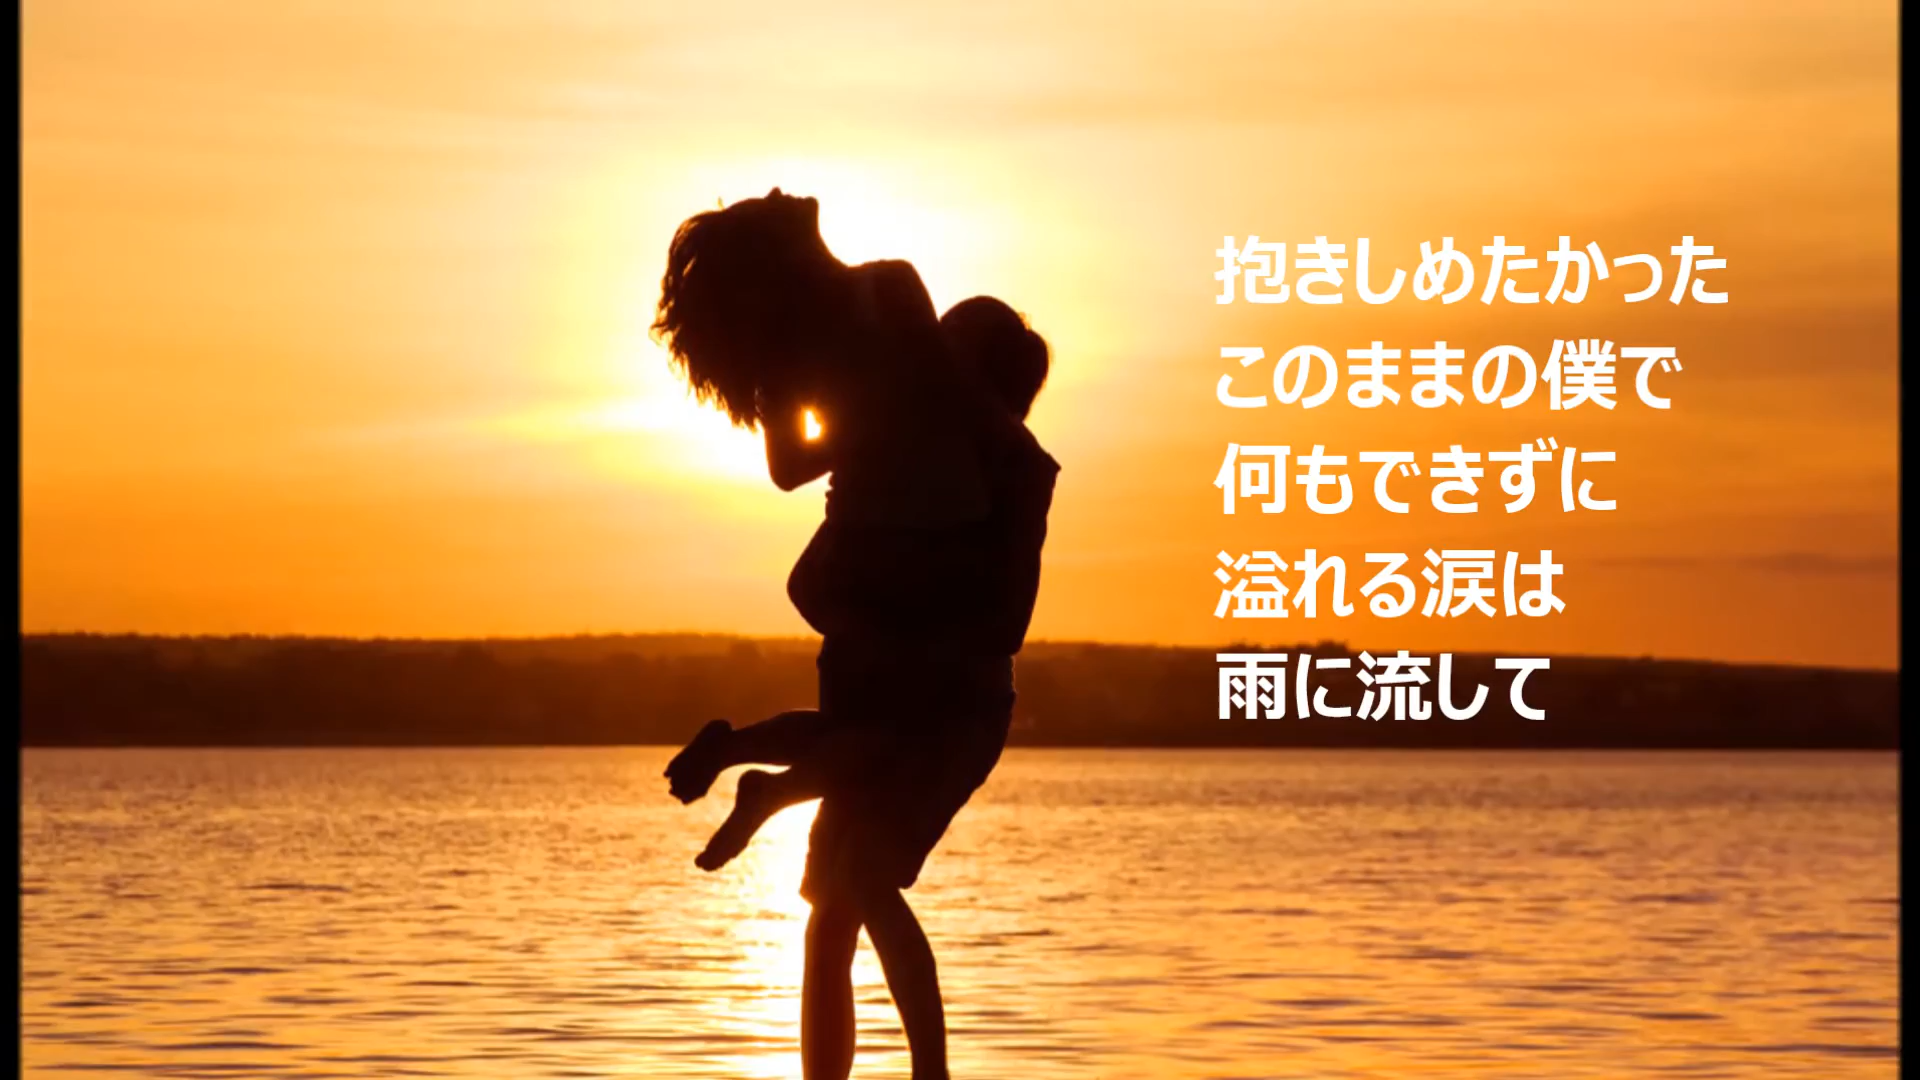 抱きしめたかった
このままの僕で
何もできずに
溢れる涙は
雨に流して